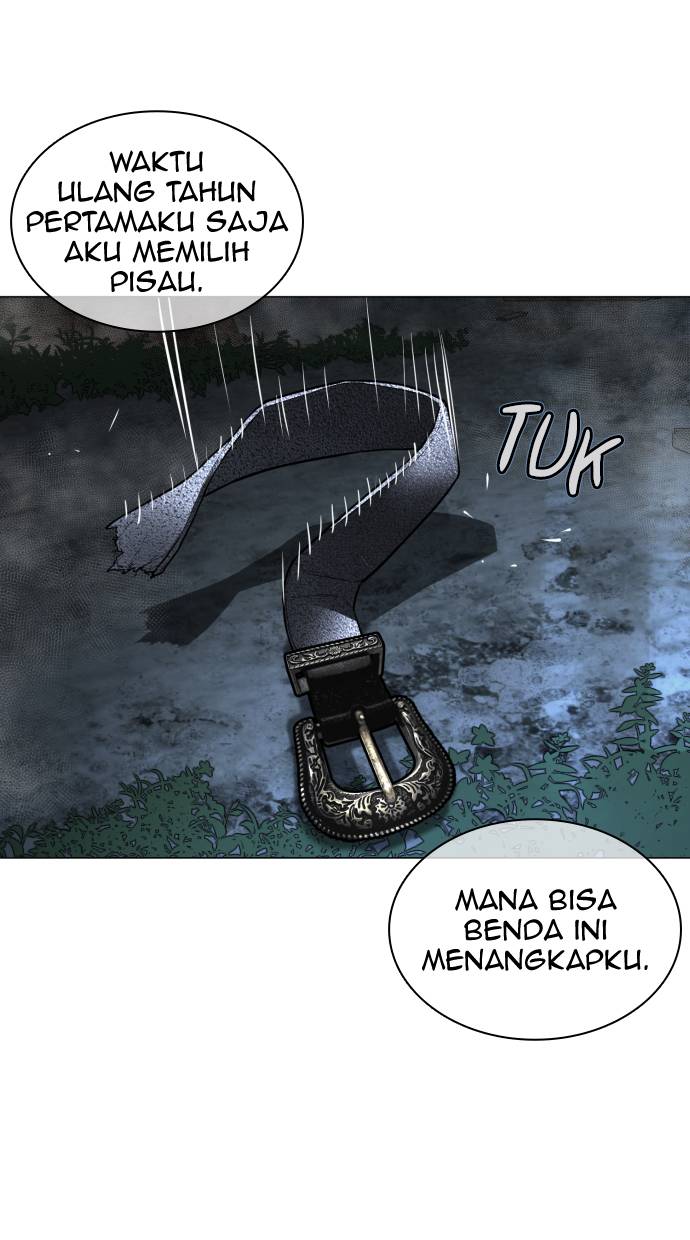 WAKTU
ULANG TAHUN
PERTAMAKU SAJA
AKU MEMILIH
PISAU.
TUK
MANA BISA
BENDA INI
MENANGKAPKU.